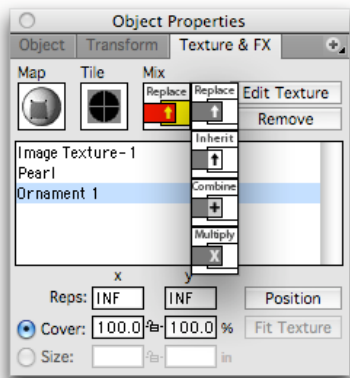 Object Properties
Object Transform Texture & FX
Map Tile Mix
Replace Replace Edit Texture
Remove
Inherit
Image Texture-1
Pearl
Combine
Ornament 1
Multiply
x y
Reps: INF INF Position
Cover: 100.0 100.0 % Fit Texture
Size: in